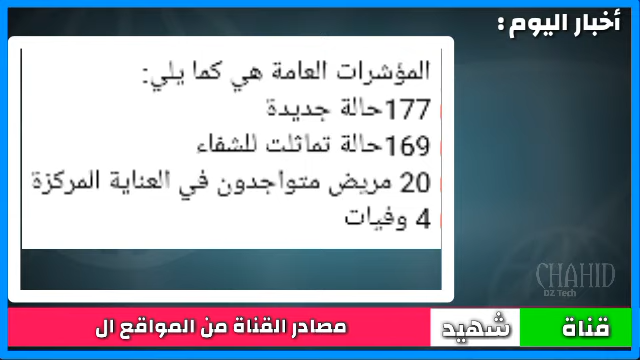 أخبار اليوم :
المؤشرات العامة هي كما يلي:
177حالة جديدة
169حالة تماثلت للشفاء
20 مريض متواجدون في العناية المركزة
4 وفيات
CHAHID
DZ Tech
قناة شهيد مصادر القناة من المواقع ال